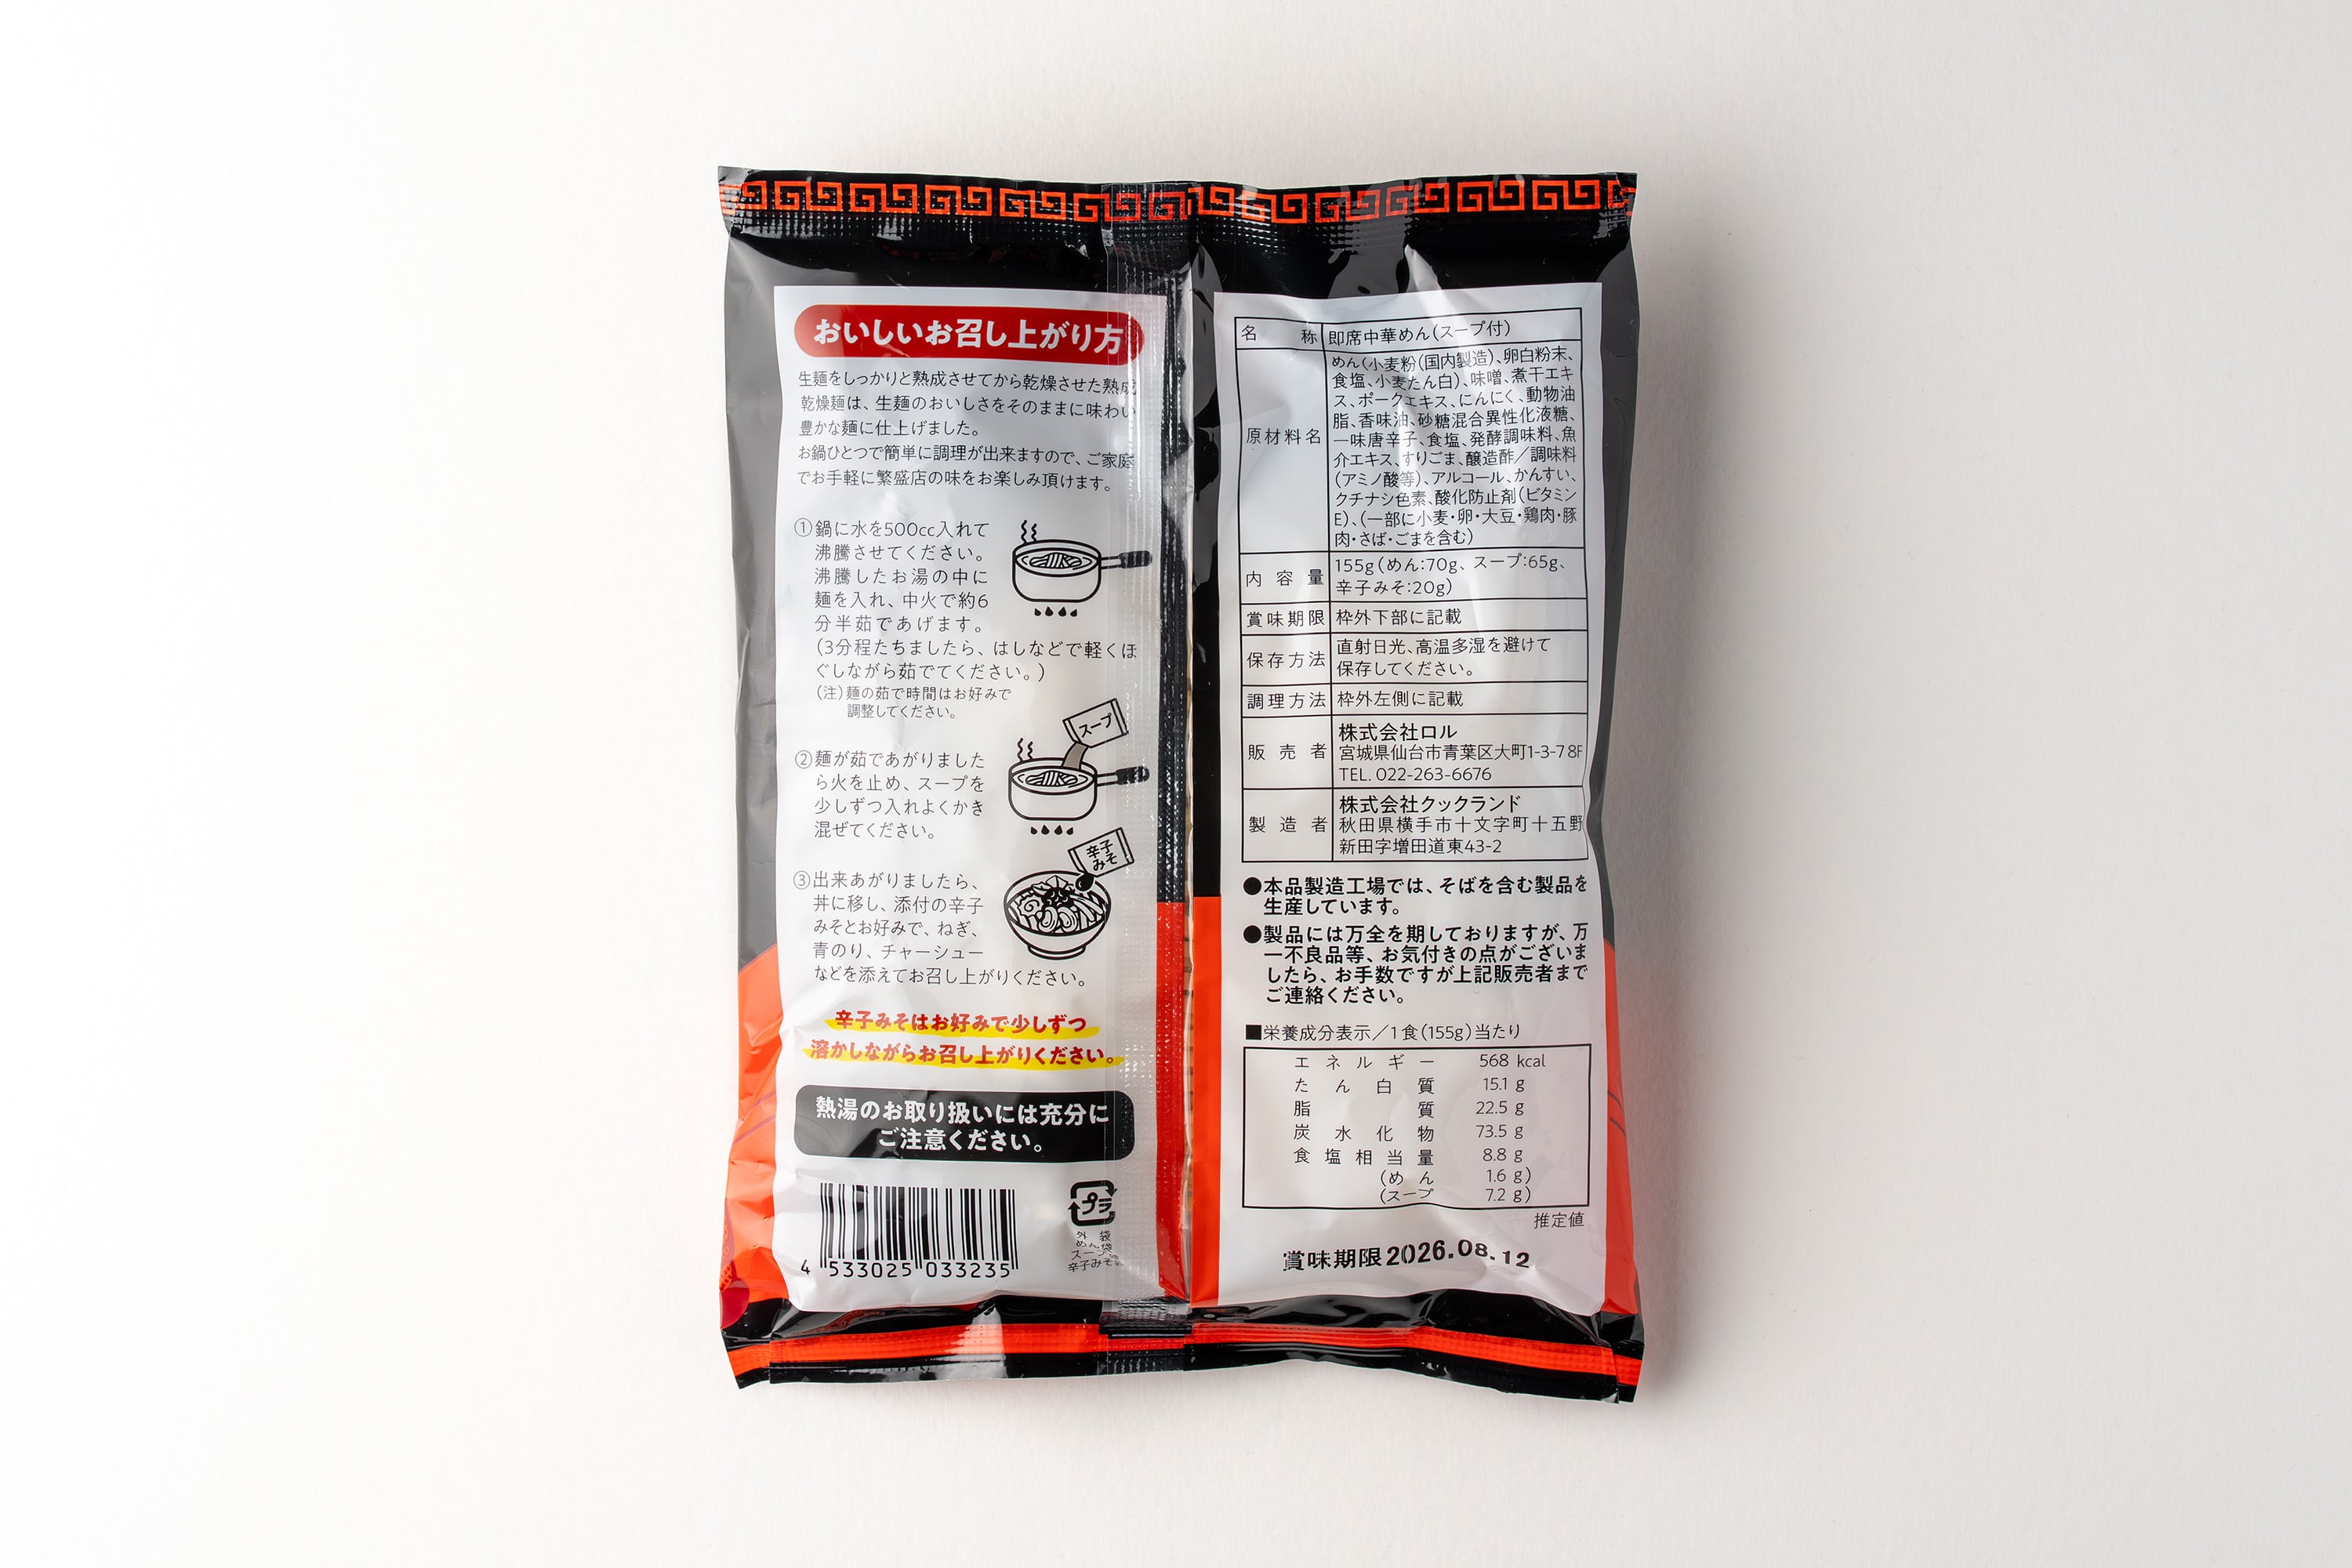 おいしいお召し上がり方
生麺をしっかりと熟成させてから乾燥させた熟成
乾燥麺は、生麺のおいしさをそのままに味わい
豊かな麺に仕上げました。
お鍋ひとつで簡単に調理が出来ますので、ご家庭
でお手軽に繁盛店の味をお楽しみ頂けます。
①鍋に水を500cc入れて
沸騰させてください。
沸騰したお湯の中に
麺を入れ、中火で約6
分半茹であげます。
(3分程たちましたら、はしなどで軽くほ
ぐしながら茹でてください。)
(注)麺の茹で時間はお好みで
調整してください。
スープ
②麺が茹であがりました
ら火を止め、スープを
少しずつ入れよくかき
混ぜてください。
辛子
みそ
③出来あがりましたら、
丼に移し、添付の辛子
みそとお好みで、ねぎ、
青のり、チャーシュー
などを添えてお召し上がりください。
辛子みそはお好みで少しずつ
溶かしながらお召し上がりください。
熱湯のお取り扱いには充分に
ご注意ください。
4 533025 033235
プラ
外袋
めん袋
スープ袋
辛子みそ
名称 即席中華めん(スープ付)
原材料名 めん(小麦粉(国内製造)、卵白粉末、
食塩、小麦たん白)、味噌、煮干エキ
ス、ポークエキス、にんにく、動物油
脂、香味油、砂糖混合異性化液糖、
一味唐辛子、食塩、発酵調味料、魚
介エキス、すりごま、醸造酢/調味料
(アミノ酸等)、アルコール、かんすい、
クチナシ色素、酸化防止剤(ビタミン
E)、(一部に小麦・卵・大豆・鶏肉・豚
肉・さば・ごまを含む)
内容量 155g(めん:70g、スープ:65g、
辛子みそ:20g)
賞味期限 枠外下部に記載
保存方法 直射日光、高温多湿を避けて
保存してください。
調理方法 枠外左側に記載
販売者 株式会社ロル
宮城県仙台市青葉区大町1-3-7 8F
TEL. 022-263-6676
製造者 株式会社クックランド
秋田県横手市十文字町十五野
新田字増田道東43-2
●本品製造工場では、そばを含む製品を
生産しています。
●製品には万全を期しておりますが、万
一不良品等、お気付きの点がございま
したら、お手数ですが上記販売者まで
ご連絡ください。
■栄養成分表示/1食(155g)当たり
エネルギー 568 kcal
たん白質 15.1 g
脂質 22.5 g
炭水化物 73.5 g
食塩相当量 8.8 g
(めん 1.6 g)
(スープ 7.2 g)
推定値
賞味期限2026.08.12